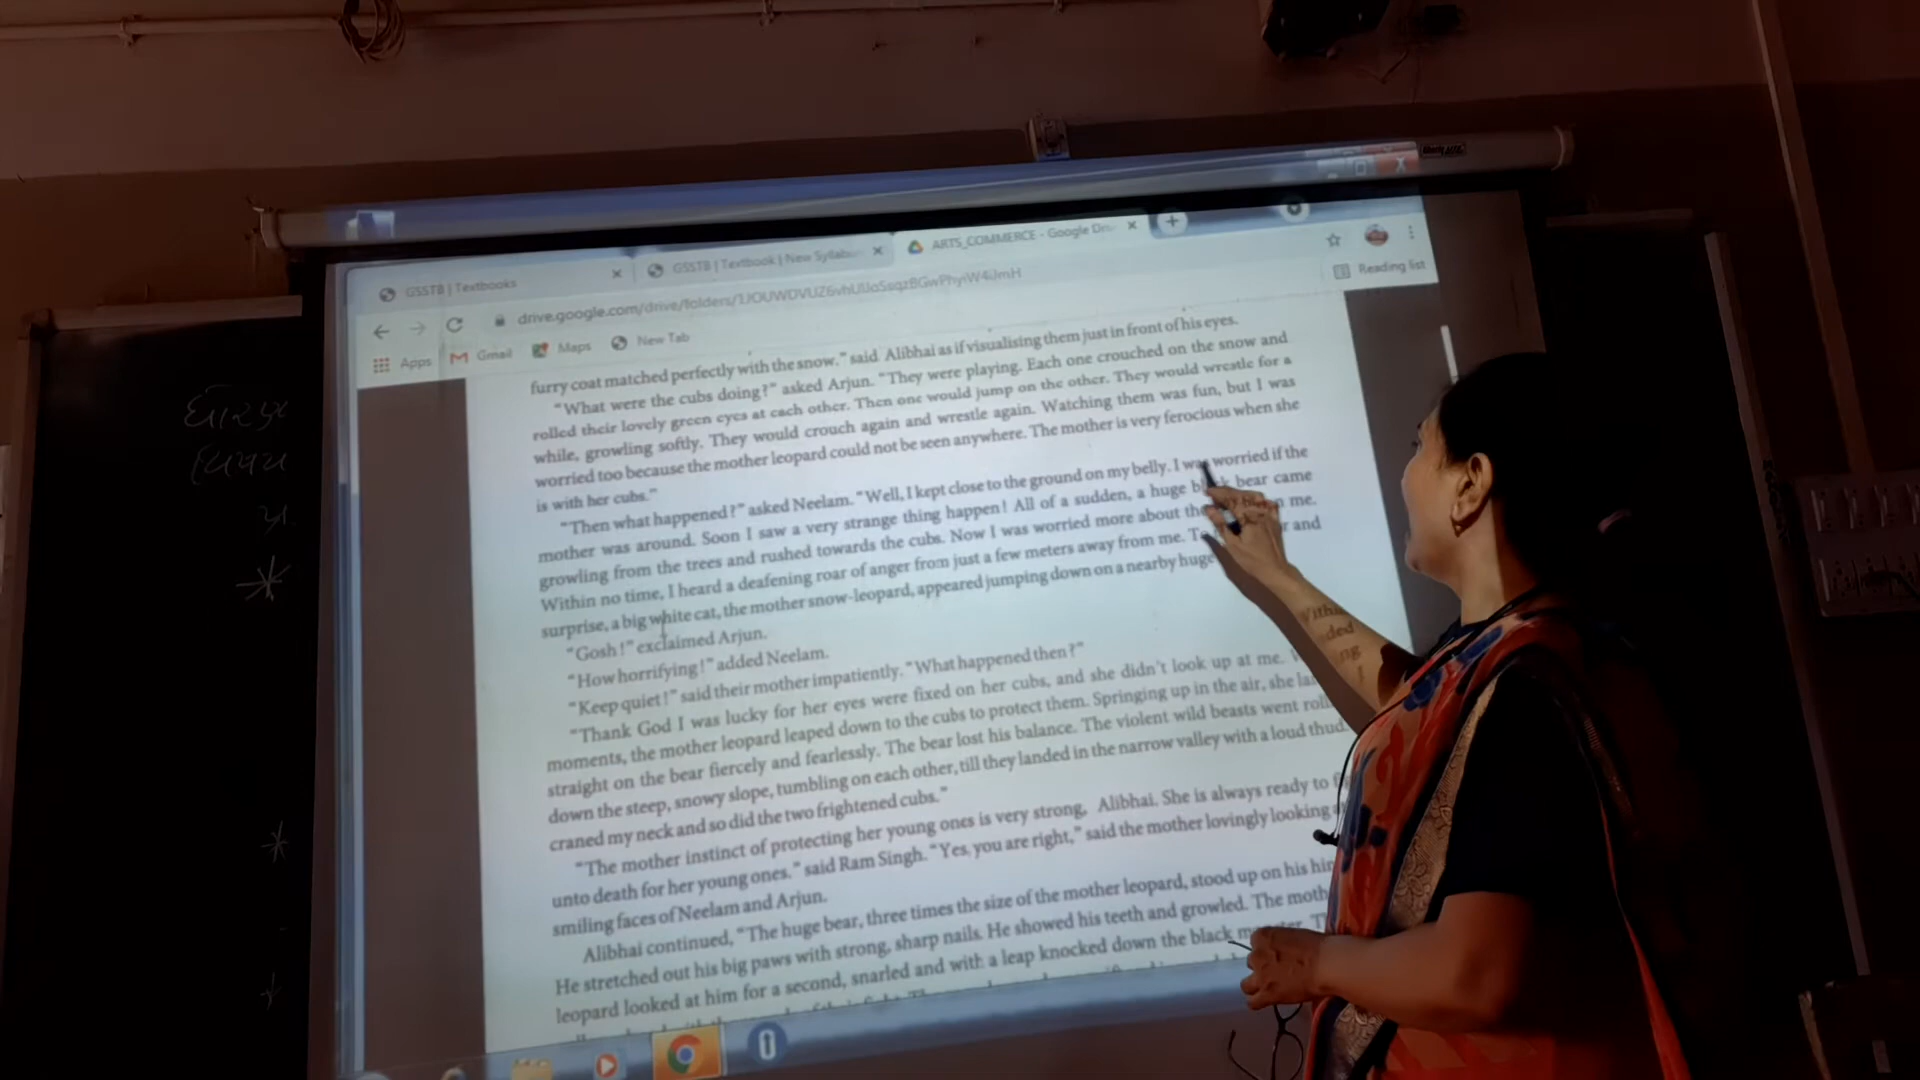 GSSTB | Textbooks
GSSTB | Textbook | New Syllabu
ARTS_COMMERCE - Google Dri
drive.google.com/drive/folders/
Reading list
Apps
Gmail
Maps
New Tab
furry coat matched perfectly with the snow." said Alibhai as if visualising them just in front of his eyes.
"What were the cubs doing?" asked Arjun. "They were playing. Each one crouched on the snow and
rolled their lovely green eyes at each other. Then one would jump on the other. They would wrestle for a
while, growling softly. They would crouch again and wrestle again. Watching them was fun, but I was
worried too because the mother leopard could not be seen anywhere. The mother is very ferocious when she
is with her cubs."
"Then what happened?" asked Neelam. "Well, I kept close to the ground on my belly. I was worried if the
mother was around. Soon I saw a very strange thing happen! All of a sudden, a huge bear came
growling from the trees and rushed towards the cubs. Now I was worried more about the me.
Within no time, I heard a deafening roar of anger from just a few meters away from me. and
surprise, a big white cat, the mother snow-leopard, appeared jumping down on a nearby huge
"Gosh!" exclaimed Arjun.
"How horrifying!" added Neelam.
"Keep quiet!" said their mother impatiently. "What happened then?"
"Thank God I was lucky for her eyes were fixed on her cubs, and she didn't look up at me.
moments, the mother leopard leaped down to the cubs to protect them. Springing up in the air, she
straight on the bear fiercely and fearlessly. The bear lost his balance. The violent wild beasts went
down the steep, snowy slope, tumbling on each other, till they landed in the narrow valley with a loud thud.
craned my neck and so did the two frightened cubs."
"The mother instinct of protecting her young ones is very strong, Alibhai. She is always ready to
unto death for her young ones." said Ram Singh. "Yes, you are right," said the mother lovingly looking
smiling faces of Neelam and Arjun.
Alibhai continued, "The huge bear, three times the size of the mother leopard, stood up on his
He stretched out his big paws with strong, sharp nails. He showed his teeth and growled. The
leopard looked at him for a second, snarled and with a leap knocked down the black